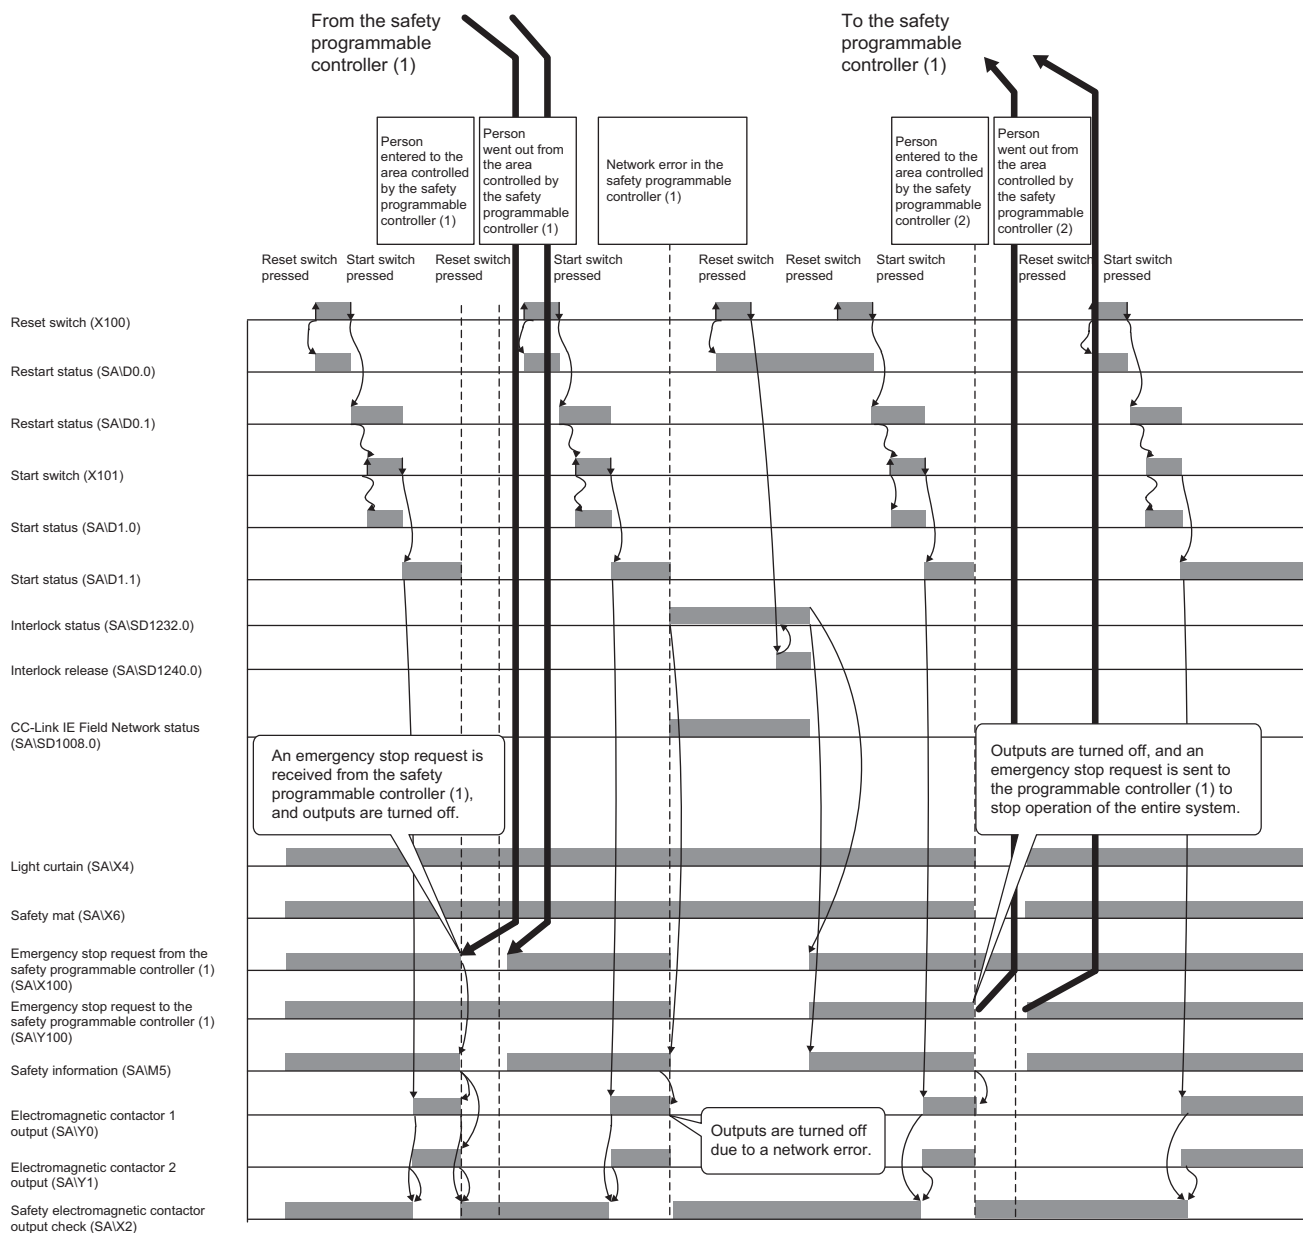 From the safety
programmable
controller (1)
To the safety
programmable
controller (1)
Person
entered to the
area controlled
by the safety
programmable
controller (1)
Person
went out from
the area
controlled by
the safety
programmable
controller (1)
Network error in the
safety programmable
controller (1)
Person
entered to the
area controlled
by the safety
programmable
controller (2)
Person
went out from
the area
controlled by
the safety
programmable
controller (2)
Reset switch
pressed
Start switch
pressed
Reset switch
pressed
Start switch
pressed
Reset switch
pressed
Reset switch
pressed
Start switch
pressed
Reset switch
pressed
Start switch
pressed
Reset switch (X100)
Restart status (SA\D0.0)
Restart status (SA\D0.1)
Start switch (X101)
Start status (SA\D1.0)
Start status (SA\D1.1)
Interlock status (SA\SD1232.0)
Interlock release (SA\SD1240.0)
CC-Link IE Field Network status
(SA\SD1008.0)
An emergency stop request is
received from the safety
programmable controller (1),
and outputs are turned off.
Outputs are turned off, and an
emergency stop request is sent to
the programmable controller (1) to
stop operation of the entire system.
Light curtain (SA\X4)
Safety mat (SA\X6)
Emergency stop request from the
safety programmable controller (1)
(SA\X100)
Emergency stop request to the
safety programmable controller (1)
(SA\Y100)
Safety information (SA\M5)
Electromagnetic contactor 1
output (SA\Y0)
Outputs are turned off
due to a network error.
Electromagnetic contactor 2
output (SA\Y1)
Safety electromagnetic contactor
output check (SA\X2)